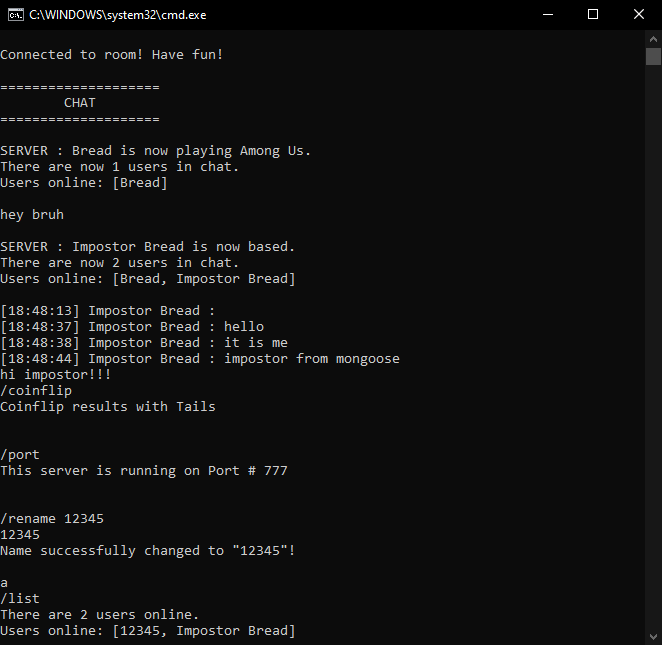 C:\WINDOWS\system32\cmd.exe
Connected to room! Have fun!
====================
CHAT
====================
SERVER : Bread is now playing Among Us.
There are now 1 users in chat.
Users online: [Bread]
hey bruh
SERVER : Impostor Bread is now based.
There are now 2 users in chat.
Users online: [Bread, Impostor Bread]
[18:48:13] Impostor Bread :
[18:48:37] Impostor Bread : hello
[18:48:38] Impostor Bread : it is me
[18:48:44] Impostor Bread : impostor from mongoose
hi impostor!!!
/coinflip
Coinflip results with Tails
/port
This server is running on Port # 777
/rename 12345
12345
Name successfully changed to "12345"!
a
/list
There are 2 users online.
Users online: [12345, Impostor Bread]